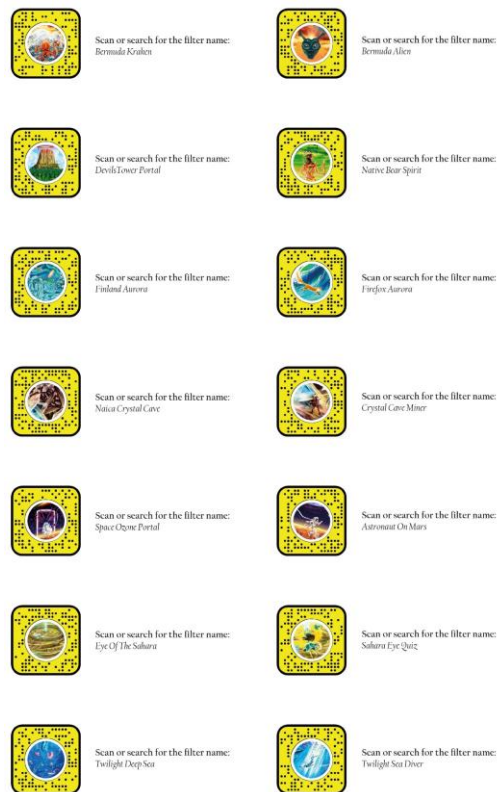 Scan or search for the filter name:
Bermuda Kraken
Scan or search for the filter name:
Bermuda Alien
Scan or search for the filter name:
DevilsTower Portal
Scan or search for the filter name:
Native Bear Spirit
Scan or search for the filter name:
Finland Aurora
Scan or search for the filter name:
Firefox Aurora
Scan or search for the filter name:
Naica Crystal Cave
Scan or search for the filter name:
Crystal Cave Miner
Scan or search for the filter name:
Space Ozone Portal
Scan or search for the filter name:
Astronaut On Mars
Scan or search for the filter name:
Eye Of The Sahara
Scan or search for the filter name:
Sahara Eye Quiz
Scan or search for the filter name:
Twilight Deep Sea
Scan or search for the filter name:
Twilight Sea Diver